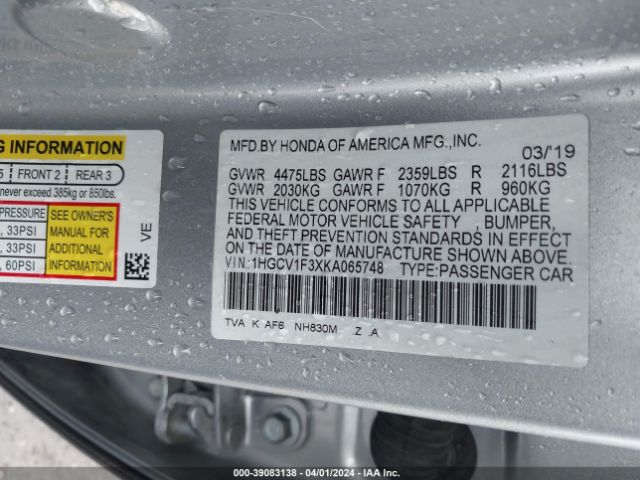 G INFORMATION
5 FRONT 2 REAR 3
never exceed 385kg or 850lbs.
PRESSURE SEE OWNER'S
, 33PSI MANUAL FOR
, 33PSI ADDITIONAL
, 60PSI INFORMATION
VE
MFD.BY HONDA OF AMERICA MFG.,INC.
03/'19
GVWR 4475LBS GAWR F 2359LBS R 2116LBS
GVWR 2030KG GAWR F 1070KG R 960KG
THIS VEHICLE CONFORMS TO ALL APPLICABLE
FEDERAL MOTOR VEHICLE SAFETY , BUMPER,
AND THEFT PREVENTION STANDARDS IN EFFECT
ON THE DATE OF MANUFACTURE SHOWN ABOVE.
VIN:1HGCV1F3XKA065748 TYPE:PASSENGER CAR
TVA K AF6 NH830M .Z .A
000-39083138 - 04/01/2024 - IAA Inc.